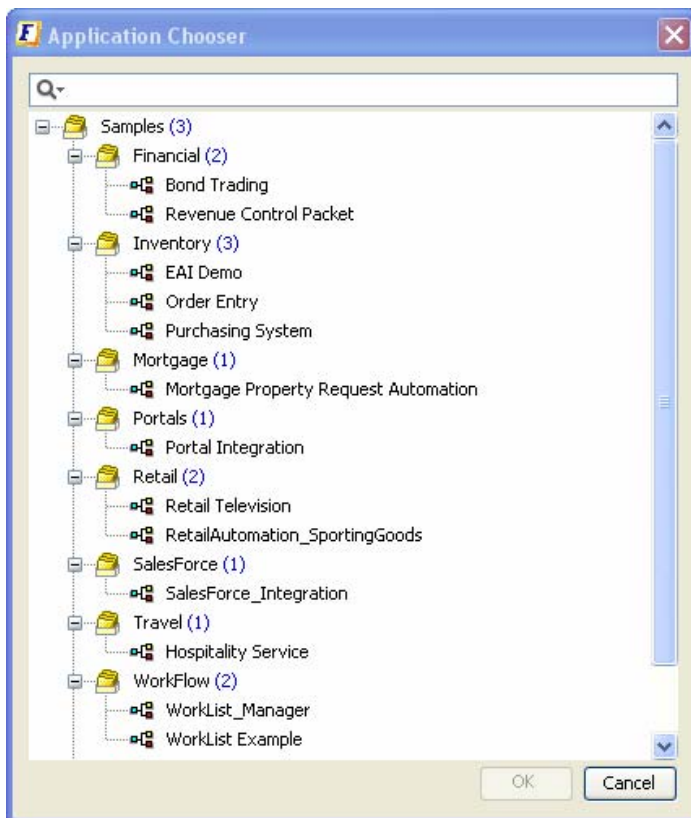 F Application Chooser
Samples (3)
Financial (2)
Bond Trading
Revenue Control Packet
Inventory (3)
EAI Demo
Order Entry
Purchasing System
Mortgage (1)
Mortgage Property Request Automation
Portals (1)
Portal Integration
Retail (2)
Retail Television
RetailAutomation_SportingGoods
SalesForce (1)
SalesForce_Integration
Travel (1)
Hospitality Service
WorkFlow (2)
WorkList_Manager
WorkList Example
OK Cancel